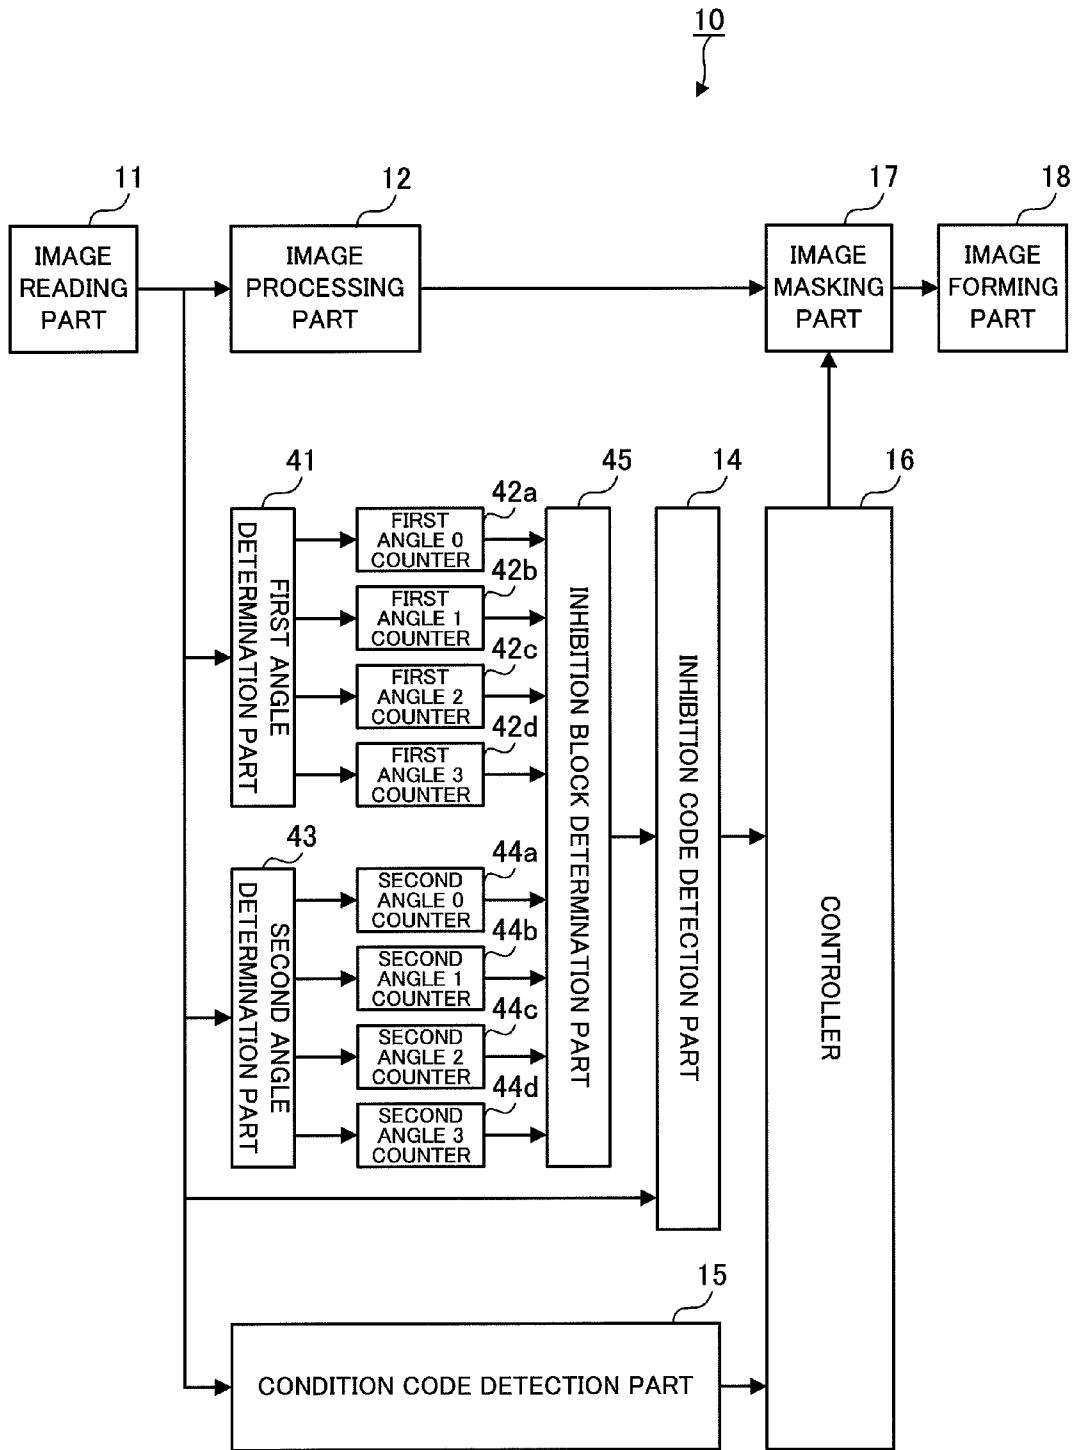 10
11
12
17
18
IMAGE
READING
PART
IMAGE
PROCESSING
PART
IMAGE
MASKING
PART
IMAGE
FORMING
PART
41
42a
45
14
16
FIRST ANGLE
DETERMINATION PART
FIRST
ANGLE 0
COUNTER
42b
FIRST
ANGLE 1
COUNTER
42c
FIRST
ANGLE 2
COUNTER
42d
FIRST
ANGLE 3
COUNTER
INHIBITION BLOCK DETERMINATION PART
INHIBITION CODE DETECTION PART
CONTROLLER
43
44a
SECOND ANGLE
DETERMINATION PART
SECOND
ANGLE 0
COUNTER
44b
SECOND
ANGLE 1
COUNTER
44c
SECOND
ANGLE 2
COUNTER
44d
SECOND
ANGLE 3
COUNTER
15
CONDITION CODE DETECTION PART